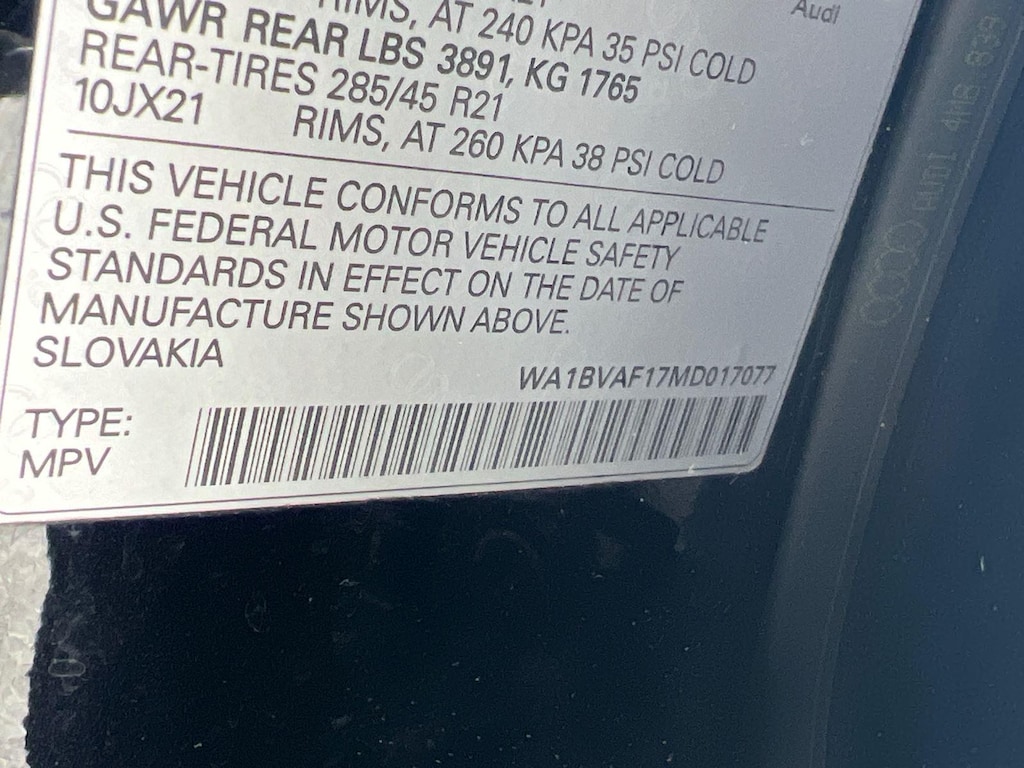 Audi
RIMS, AT 240 KPA 35 PSI COLD
GAWR REAR LBS 3891, KG 1765
REAR-TIRES 285/45 R21
10JX21 RIMS, AT 260 KPA 38 PSI COLD
THIS VEHICLE CONFORMS TO ALL APPLICABLE
U.S. FEDERAL MOTOR VEHICLE SAFETY
STANDARDS IN EFFECT ON THE DATE OF
MANUFACTURE SHOWN ABOVE.
SLOVAKIA
WA1BVAF17MD017077
TYPE:
MPV